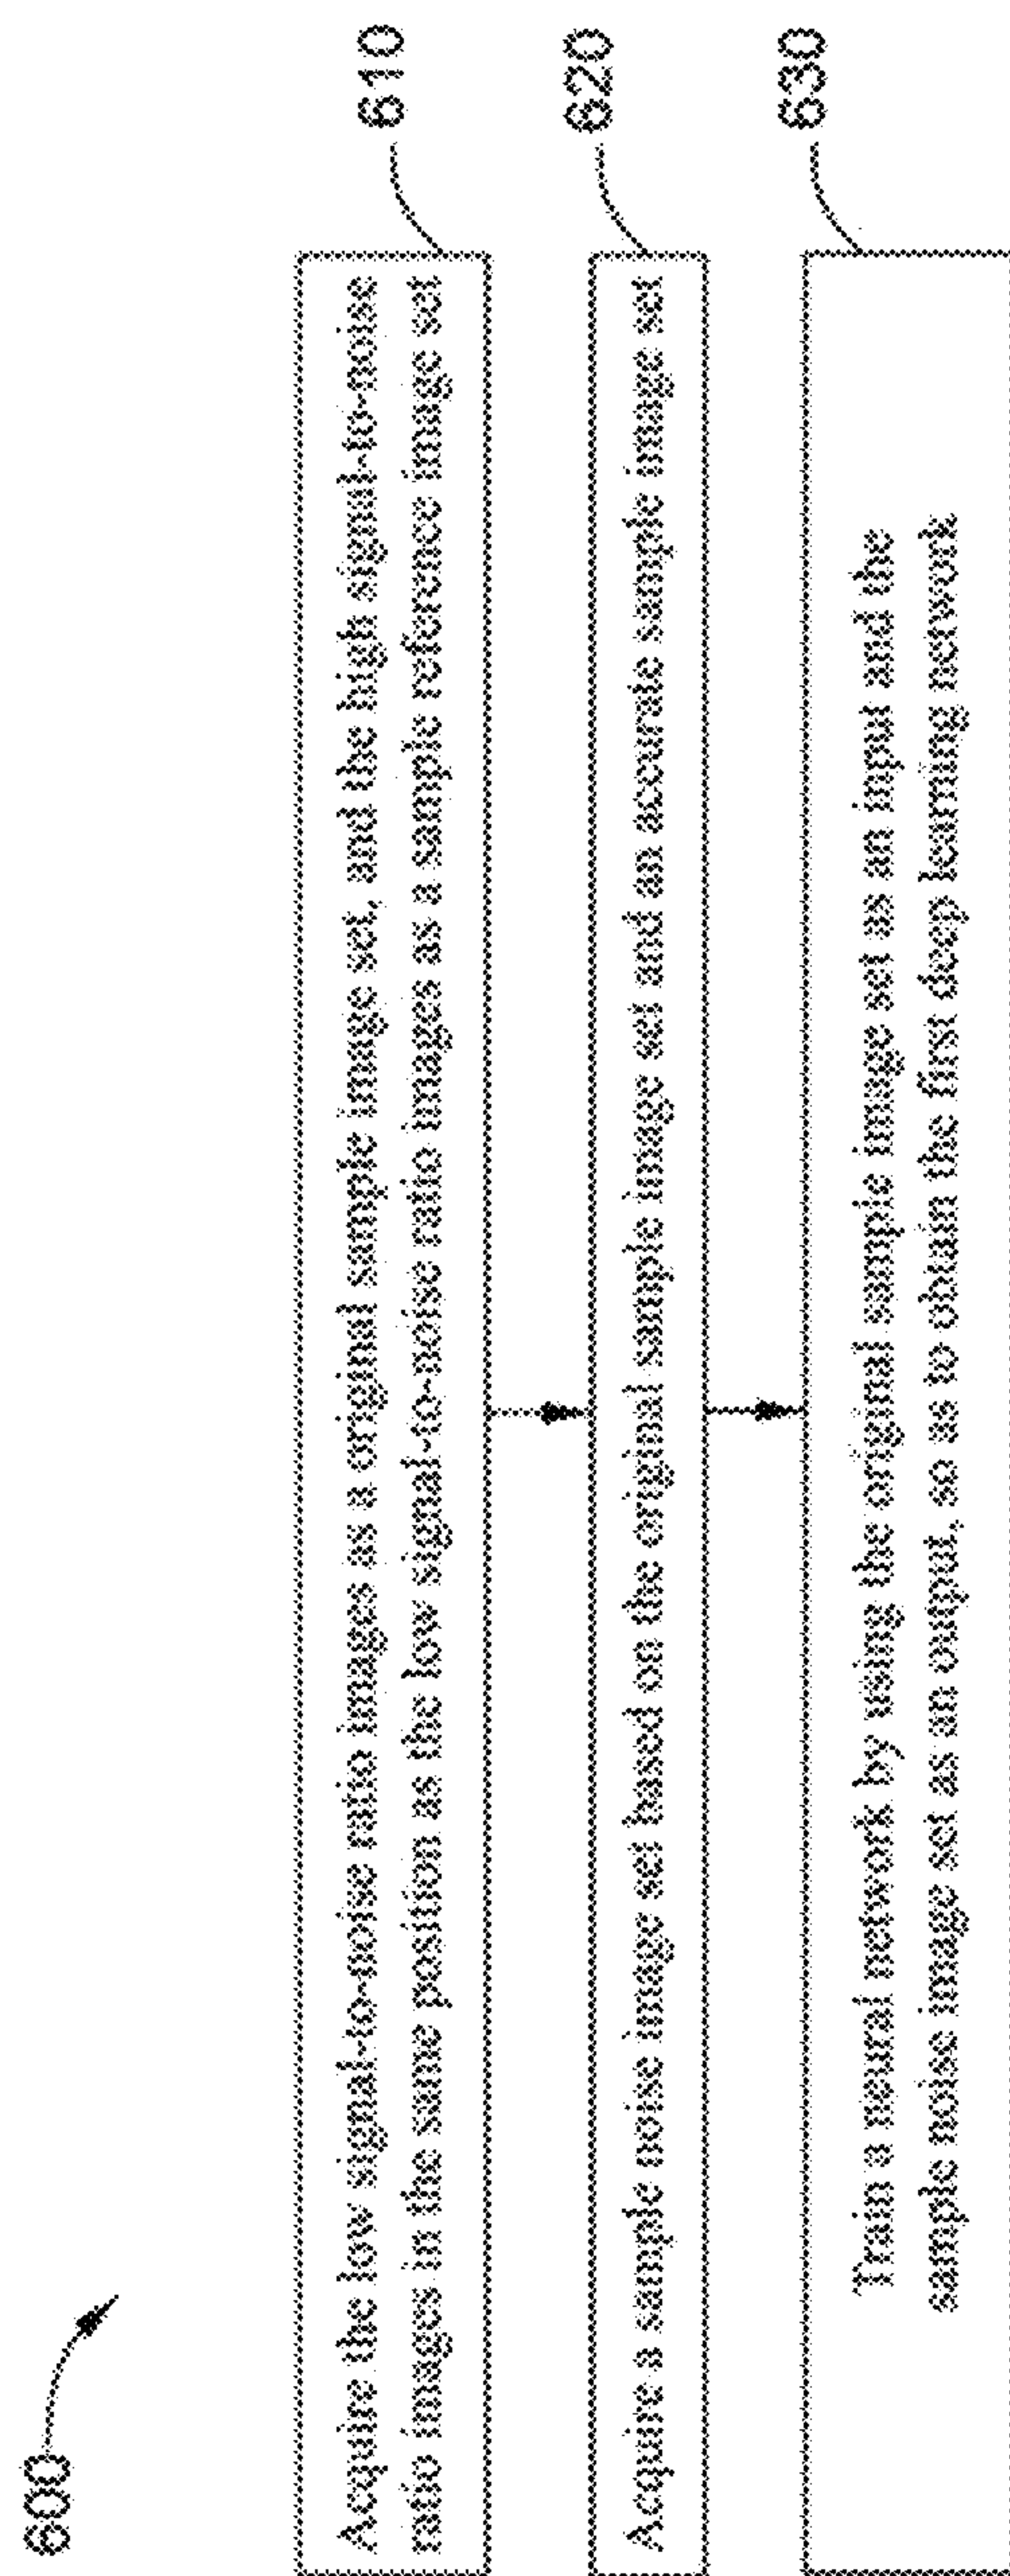 600
Acquire the low signal-to-noise ratio images as a original sample image set, and the high signal-to-noise
ratio images in the same position as the low signal-to-noise ratio images as a sample reference image set
610
Acquire a sample noise image set based on the original sample image set and an accurate sample image set
620
Train a neural network by using the original sample image set as an input and the
sample noise image set as an output, so as to obtain the first deep learning network
630